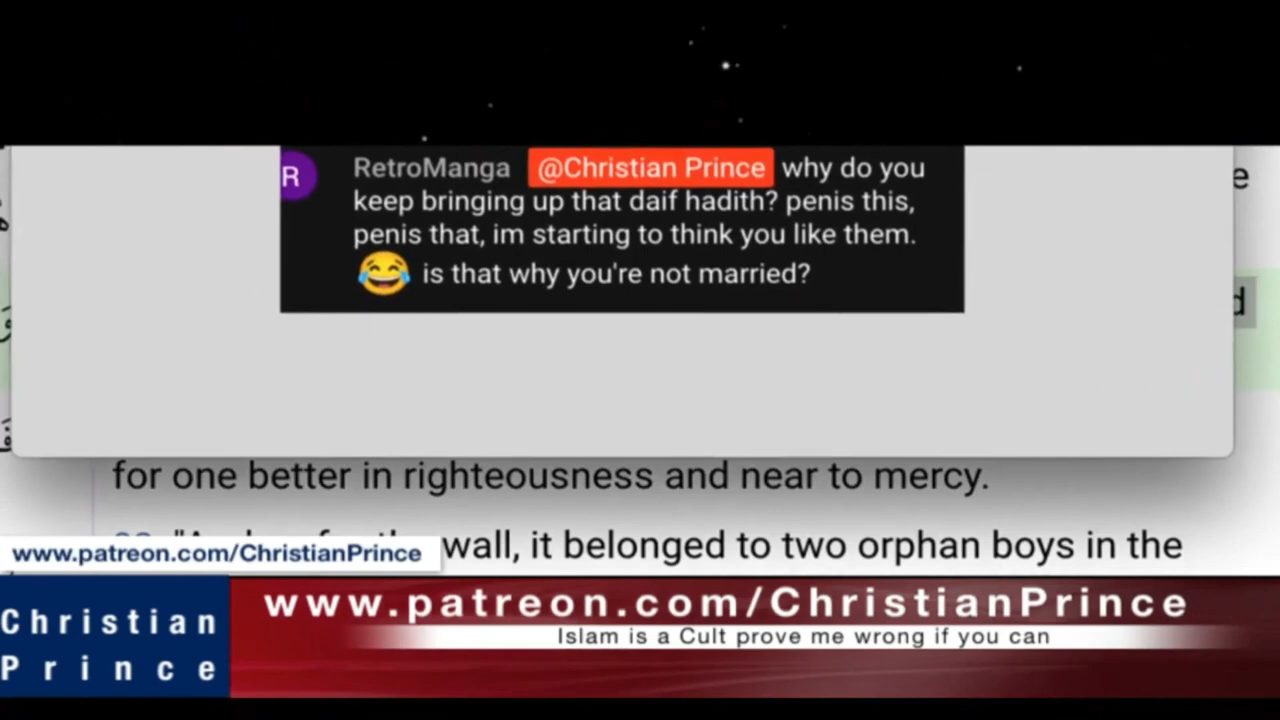 R
RetroManga @Christian Prince why do you
keep bringing up that daif hadith? penis this,
penis that, im starting to think you like them.
😂 is that why you're not married?
for one better in righteousness and near to mercy.
wall, it belonged to two orphan boys in the
www.patreon.com/ChristianPrince
Christian
Prince
www.patreon.com/ChristianPrince
Islam is a Cult prove me wrong if you can